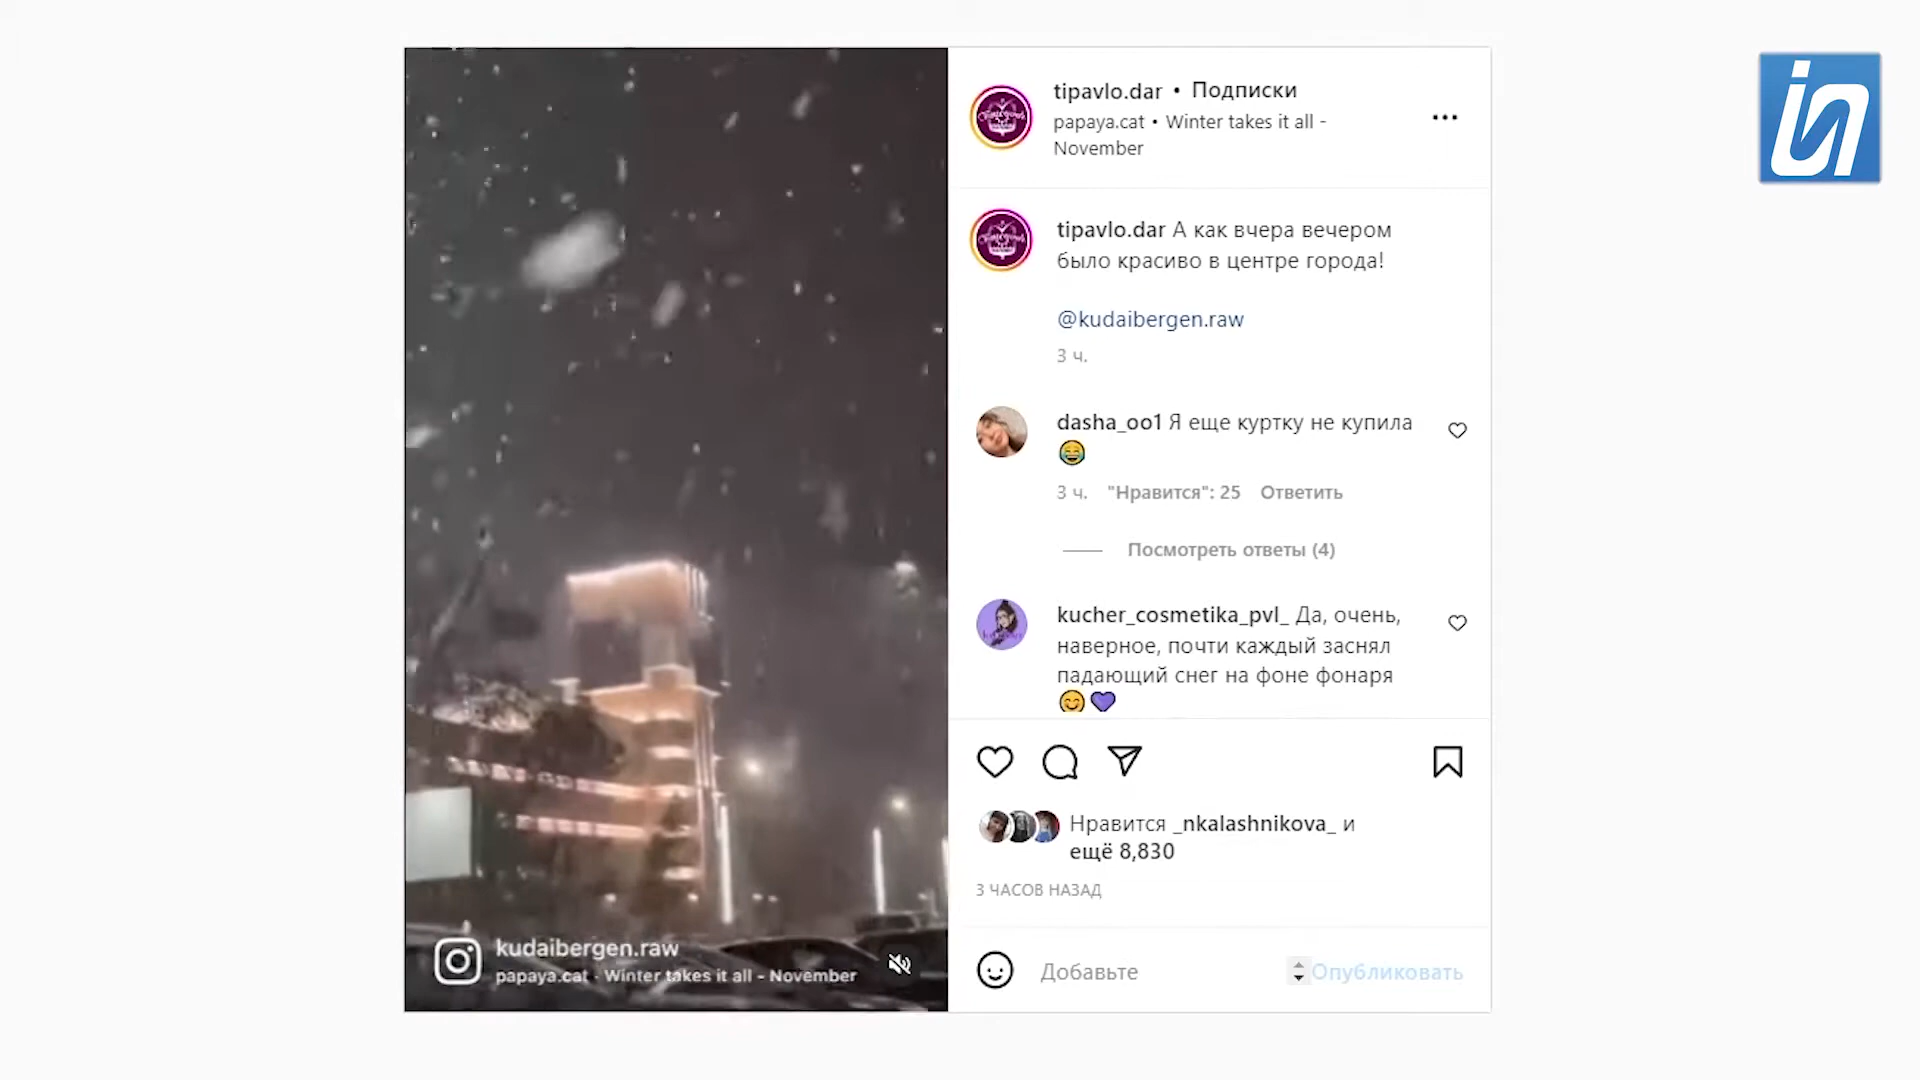 tipavlo.dar • Подписки
papaya.cat • Winter takes it all -
November
tipavlo.dar А как вчера вечером
было красиво в центре города!
@kudaibergen.raw
3 ч.
dasha_oo1 Я еще куртку не купила
😂
3 ч. "Нравится": 25 Ответить
Посмотреть ответы (4)
kucher_cosmetika_pvl_ Да, очень,
наверное, почти каждый заснял
падающий снег на фоне фонаря
😊💜
Нравится _nkalashnikova_ и
ещё 8,830
3 ЧАСОВ НАЗАД
Добавьте
Опубликовать
kudaibergen.raw
papaya.cat · Winter takes it all - November
in